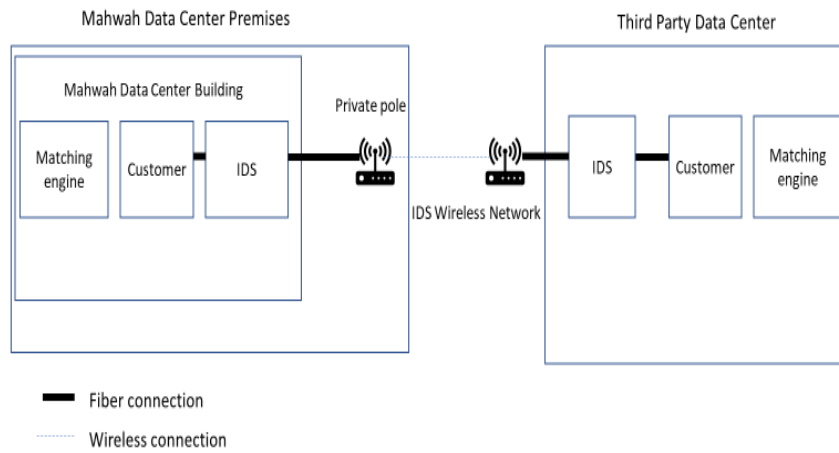 Mahwah Data Center Premises
Third Party Data Center
Mahwah Data Center Building
Private pole
Matching
engine
Customer
IDS
IDS
Customer
Matching
engine
IDS Wireless Network
Fiber connection
Wireless connection